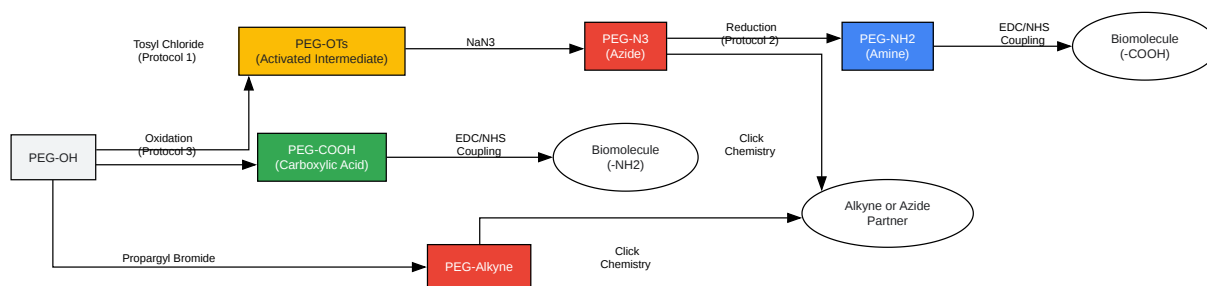 Tosyl Chloride
(Protocol 1)
PEG-OTs
(Activated Intermediate)
NaN3
PEG-N3
(Azide)
Reduction
(Protocol 2)
PEG-NH2
(Amine)
EDC/NHS
Coupling
Biomolecule
(-COOH)
PEG-OH
Oxidation
(Protocol 3)
PEG-COOH
(Carboxylic Acid)
EDC/NHS
Coupling
Biomolecule
(-NH2)
Click
Chemistry
Alkyne or Azide
Partner
Propargyl Bromide
PEG-Alkyne
Click
Chemistry